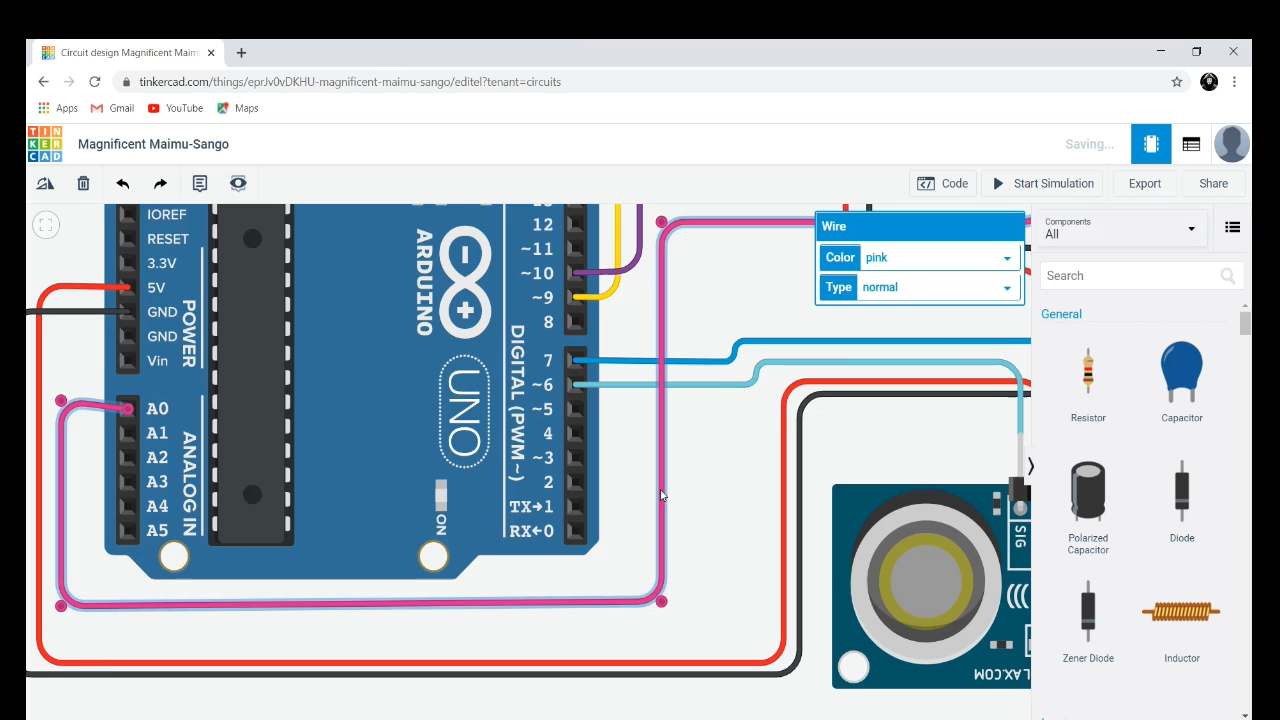 Circuit design Magnificent Maim
tinkercad.com/things/eprJv0vDKHU-magnificent-maimu-sango/editel?tenant=circuits
Apps Gmail YouTube Maps
TIN
KER
CAD
Magnificent Maimu-Sango
Saving...
Code
Start Simulation
Export
Share
IOREF
RESET
3.3V
5V
GND
GND
Vin
POWER
A0
A1
A2
A3
A4
A5
ANALOG IN
ARDUINO
UNO
ON
DIGITAL (PWM~)
12
~11
~10
~9
8
7
~6
~5
4
~3
2
TX→1
RX←0
Wire
Color pink
Type normal
SIG
LAX.COM
Components
All
Search
General
Resistor
Capacitor
Polarized
Capacitor
Diode
Zener Diode
Inductor